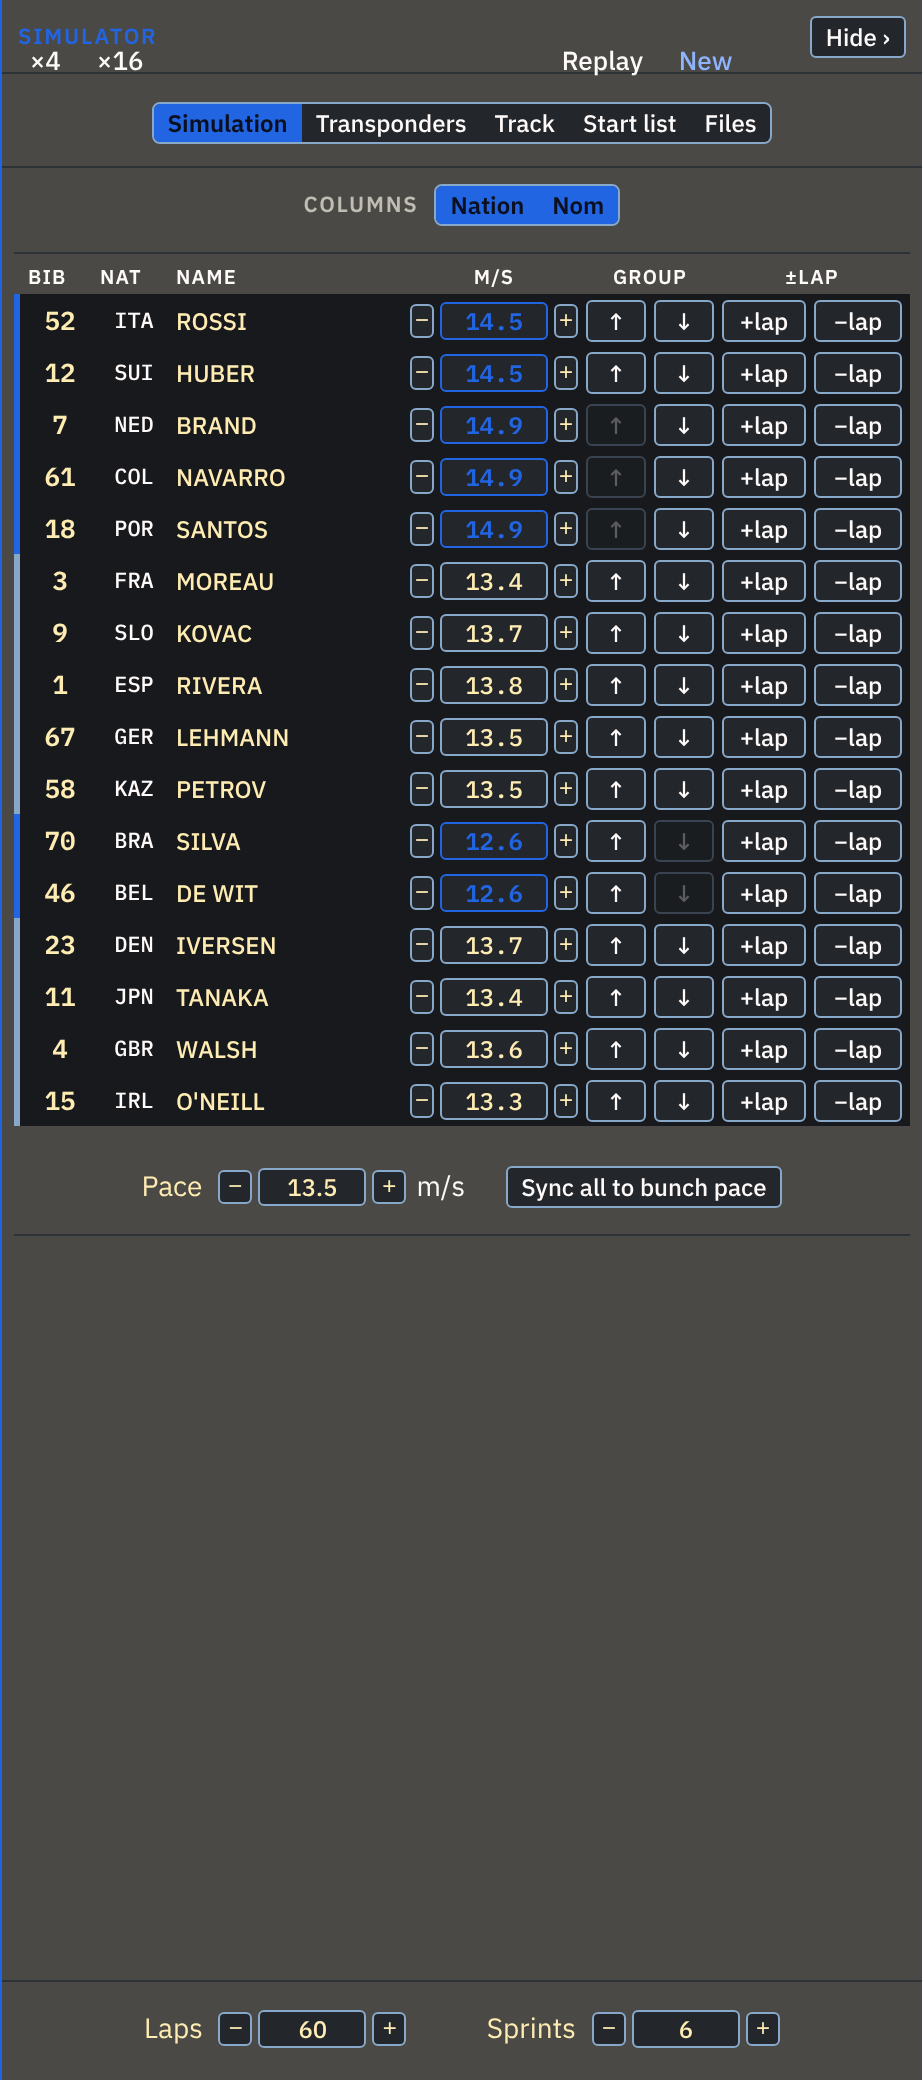 SIMULATOR
×4 ×16 Replay New Hide ›
Simulation Transponders Track Start list Files
COLUMNS Nation Nom
BIB NAT NAME M/S GROUP ±LAP
52 ITA ROSSI − 14.5 + ↑ ↓ +lap −lap
12 SUI HUBER − 14.5 + ↑ ↓ +lap −lap
7 NED BRAND − 14.9 + ↑ ↓ +lap −lap
61 COL NAVARRO − 14.9 + ↑ ↓ +lap −lap
18 POR SANTOS − 14.9 + ↑ ↓ +lap −lap
3 FRA MOREAU − 13.4 + ↑ ↓ +lap −lap
9 SLO KOVAC − 13.7 + ↑ ↓ +lap −lap
1 ESP RIVERA − 13.8 + ↑ ↓ +lap −lap
67 GER LEHMANN − 13.5 + ↑ ↓ +lap −lap
58 KAZ PETROV − 13.5 + ↑ ↓ +lap −lap
70 BRA SILVA − 12.6 + ↑ ↓ +lap −lap
46 BEL DE WIT − 12.6 + ↑ ↓ +lap −lap
23 DEN IVERSEN − 13.7 + ↑ ↓ +lap −lap
11 JPN TANAKA − 13.4 + ↑ ↓ +lap −lap
4 GBR WALSH − 13.6 + ↑ ↓ +lap −lap
15 IRL O'NEILL − 13.3 + ↑ ↓ +lap −lap
Pace − 13.5 + m/s Sync all to bunch pace
Laps − 60 + Sprints − 6 +